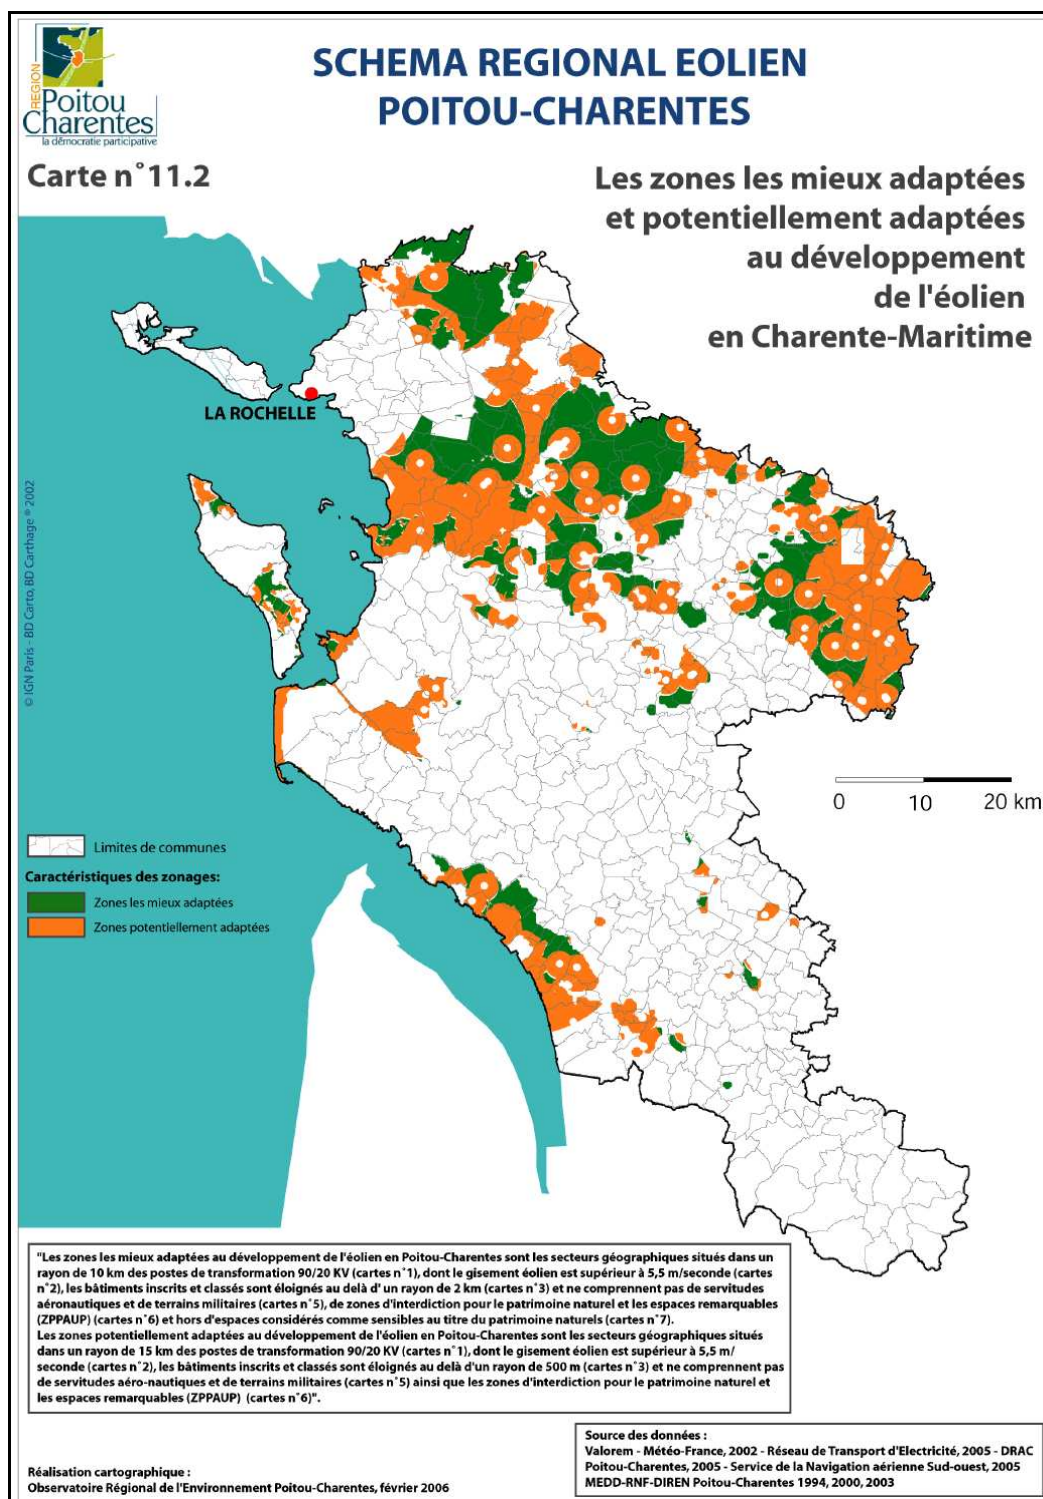 REGION
Poitou
Charentes
la démocratie participative
SCHEMA REGIONAL EOLIEN
POITOU-CHARENTES
Carte n°11.2
Les zones les mieux adaptées
et potentiellement adaptées
au développement
de l'éolien
en Charente-Maritime
LA ROCHELLE
© IGN Paris - BD Carto, BD Carthage ® 2002
0 10 20 km
Limites de communes
Caractéristiques des zonages:
Zones les mieux adaptées
Zones potentiellement adaptées
"Les zones les mieux adaptées au développement de l'éolien en Poitou-Charentes sont les secteurs géographiques situés dans un
rayon de 10 km des postes de transformation 90/20 KV (cartes n°1), dont le gisement éolien est supérieur à 5,5 m/seconde (cartes
n°2), les bâtiments inscrits et classés sont éloignés au delà d' un rayon de 2 km (cartes n°3) et ne comprennent pas de servitudes
aéronautiques et de terrains militaires (cartes n°5), de zones d'interdiction pour le patrimoine naturel et les espaces remarquables
(ZPPAUP) (cartes n°6) et hors d'espaces considérés comme sensibles au titre du patrimoine naturels (cartes n°7).
Les zones potentiellement adaptées au développement de l'éolien en Poitou-Charentes sont les secteurs géographiques situés
dans un rayon de 15 km des postes de transformation 90/20 KV (cartes n°1), dont le gisement éolien est supérieur à 5,5 m/
seconde (cartes n°2), les bâtiments inscrits et classés sont éloignés au delà d'un rayon de 500 m (cartes n°3) et ne comprennent pas
de servitudes aéro-nautiques et de terrains militaires (cartes n°5) ainsi que les zones d'interdiction pour le patrimoine naturel et
les espaces remarquables (ZPPAUP) (cartes n°6)".
Réalisation cartographique :
Observatoire Régional de l'Environnement Poitou-Charentes, février 2006
Source des données :
Valorem - Météo-France, 2002 - Réseau de Transport d'Electricité, 2005 - DRAC
Poitou-Charentes, 2005 - Service de la Navigation aérienne Sud-ouest, 2005
MEDD-RNF-DIREN Poitou-Charentes 1994, 2000, 2003